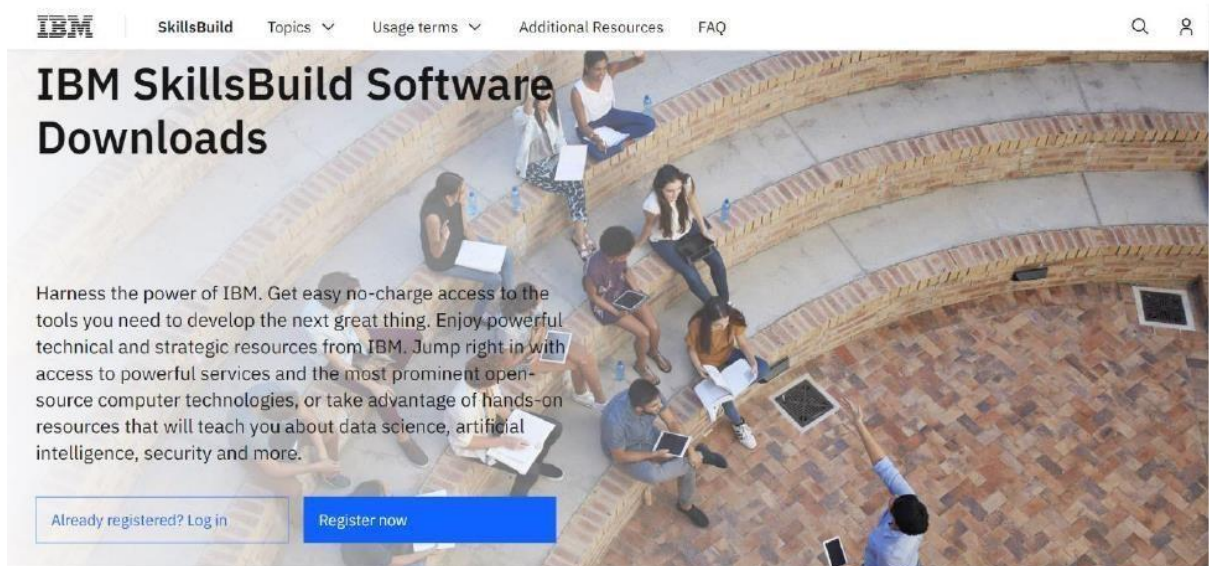 IBM
SkillsBuild
Topics
Usage terms
Additional Resources
FAQ
IBM SkillsBuild Software
Downloads
Harness the power of IBM. Get easy no-charge access to the
tools you need to develop the next great thing. Enjoy powerful
technical and strategic resources from IBM. Jump right in with
access to powerful services and the most prominent open-
source computer technologies, or take advantage of hands-on
resources that will teach you about data science, artificial
intelligence, security and more.
Already registered? Log in
Register now